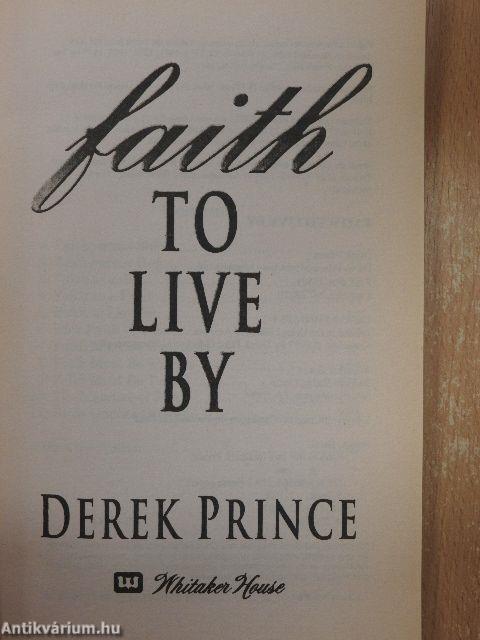 faith
TO
LIVE
BY
DEREK PRINCE
W Whitaker House
Antikvárium.hu